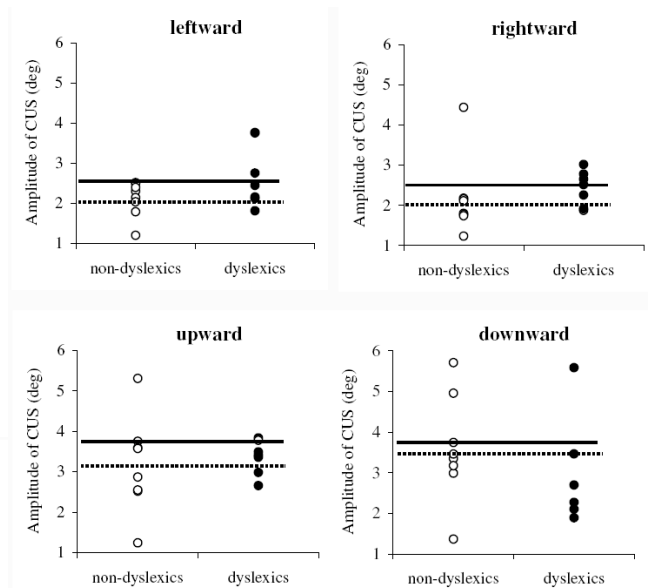 leftward
Amplitude of CUS (deg)
6
5
4
3
2
1
non-dyslexics dyslexics
rightward
Amplitude of CUS (deg)
6
5
4
3
2
1
non-dyslexics dyslexics
upward
Amplitude of CUS (deg)
6
5
4
3
2
1
non-dyslexics dyslexics
downward
Amplitude of CUS (deg)
6
5
4
3
2
1
non-dyslexics dyslexics